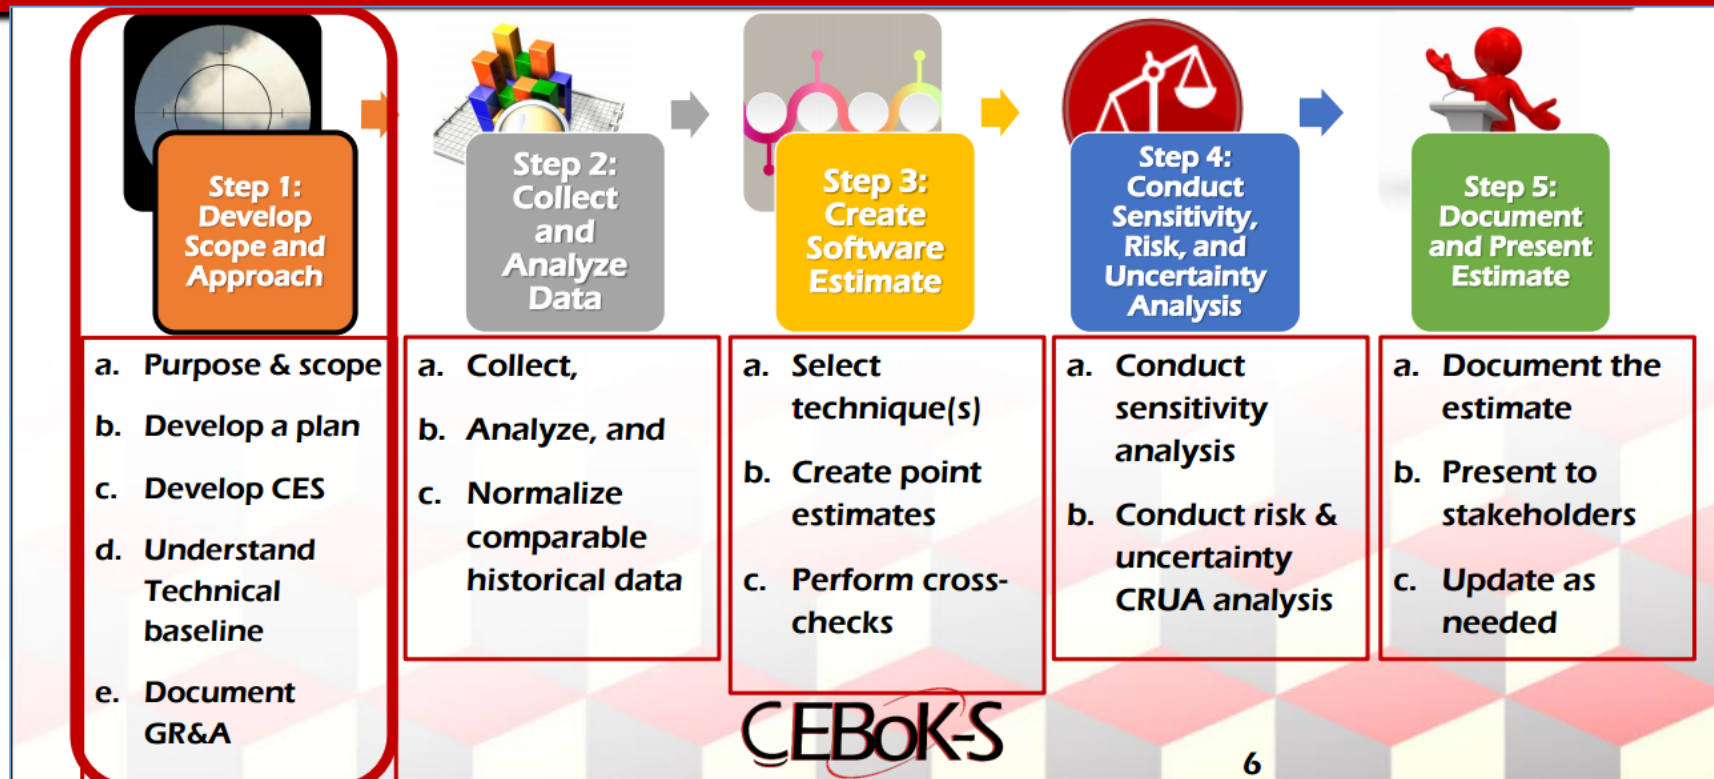 Step 1:
Develop
Scope and
Approach
Step 2:
Collect
and
Analyze
Data
Step 3:
Create
Software
Estimate
Step 4:
Conduct
Sensitivity,
Risk, and
Uncertainty
Analysis
Step 5:
Document
and Present
Estimate
a. Purpose & scope
b. Develop a plan
c. Develop CES
d. Understand
Technical
baseline
e. Document
GR&A
a. Collect,
b. Analyze, and
c. Normalize
comparable
historical data
a. Select
technique(s)
b. Create point
estimates
c. Perform cross-
checks
a. Conduct
sensitivity
analysis
b. Conduct risk &
uncertainty
CRUA analysis
a. Document the
estimate
b. Present to
stakeholders
c. Update as
needed
CEBoK-S
6